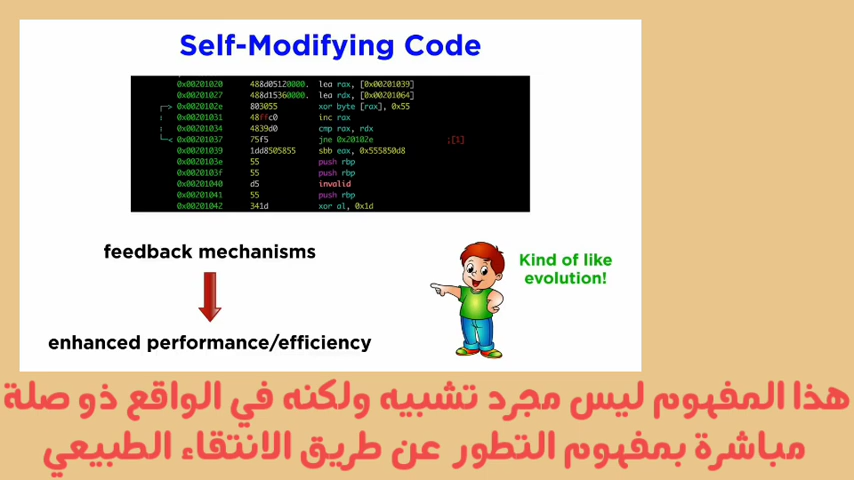 Self-Modifying Code
0x00201020 488d05120000. lea rax, [0x00201039]
0x00201027 488d15360000. lea rdx, [0x00201064]
0x0020102e 803055 xor byte [rax], 0x55
0x00201031 48ffc0 inc rax
0x00201034 4839d0 cmp rax, rdx
0x00201037 75f5 jne 0x20102e ;[1]
0x00201039 1dd8505855 sbb eax, 0x555850d8
0x0020103e 55 push rbp
0x0020103f 55 push rbp
0x00201040 d5 invalid
0x00201041 55 push rbp
0x00201042 341d xor al, 0x1d
feedback mechanisms
Kind of like
evolution!
enhanced performance/efficiency
هذا المفهوم ليس مجرد تشبيه ولكنه في الواقع ذو صلة
مباشرة بمفهوم التطور عن طريق الانتقاء الطبيعي